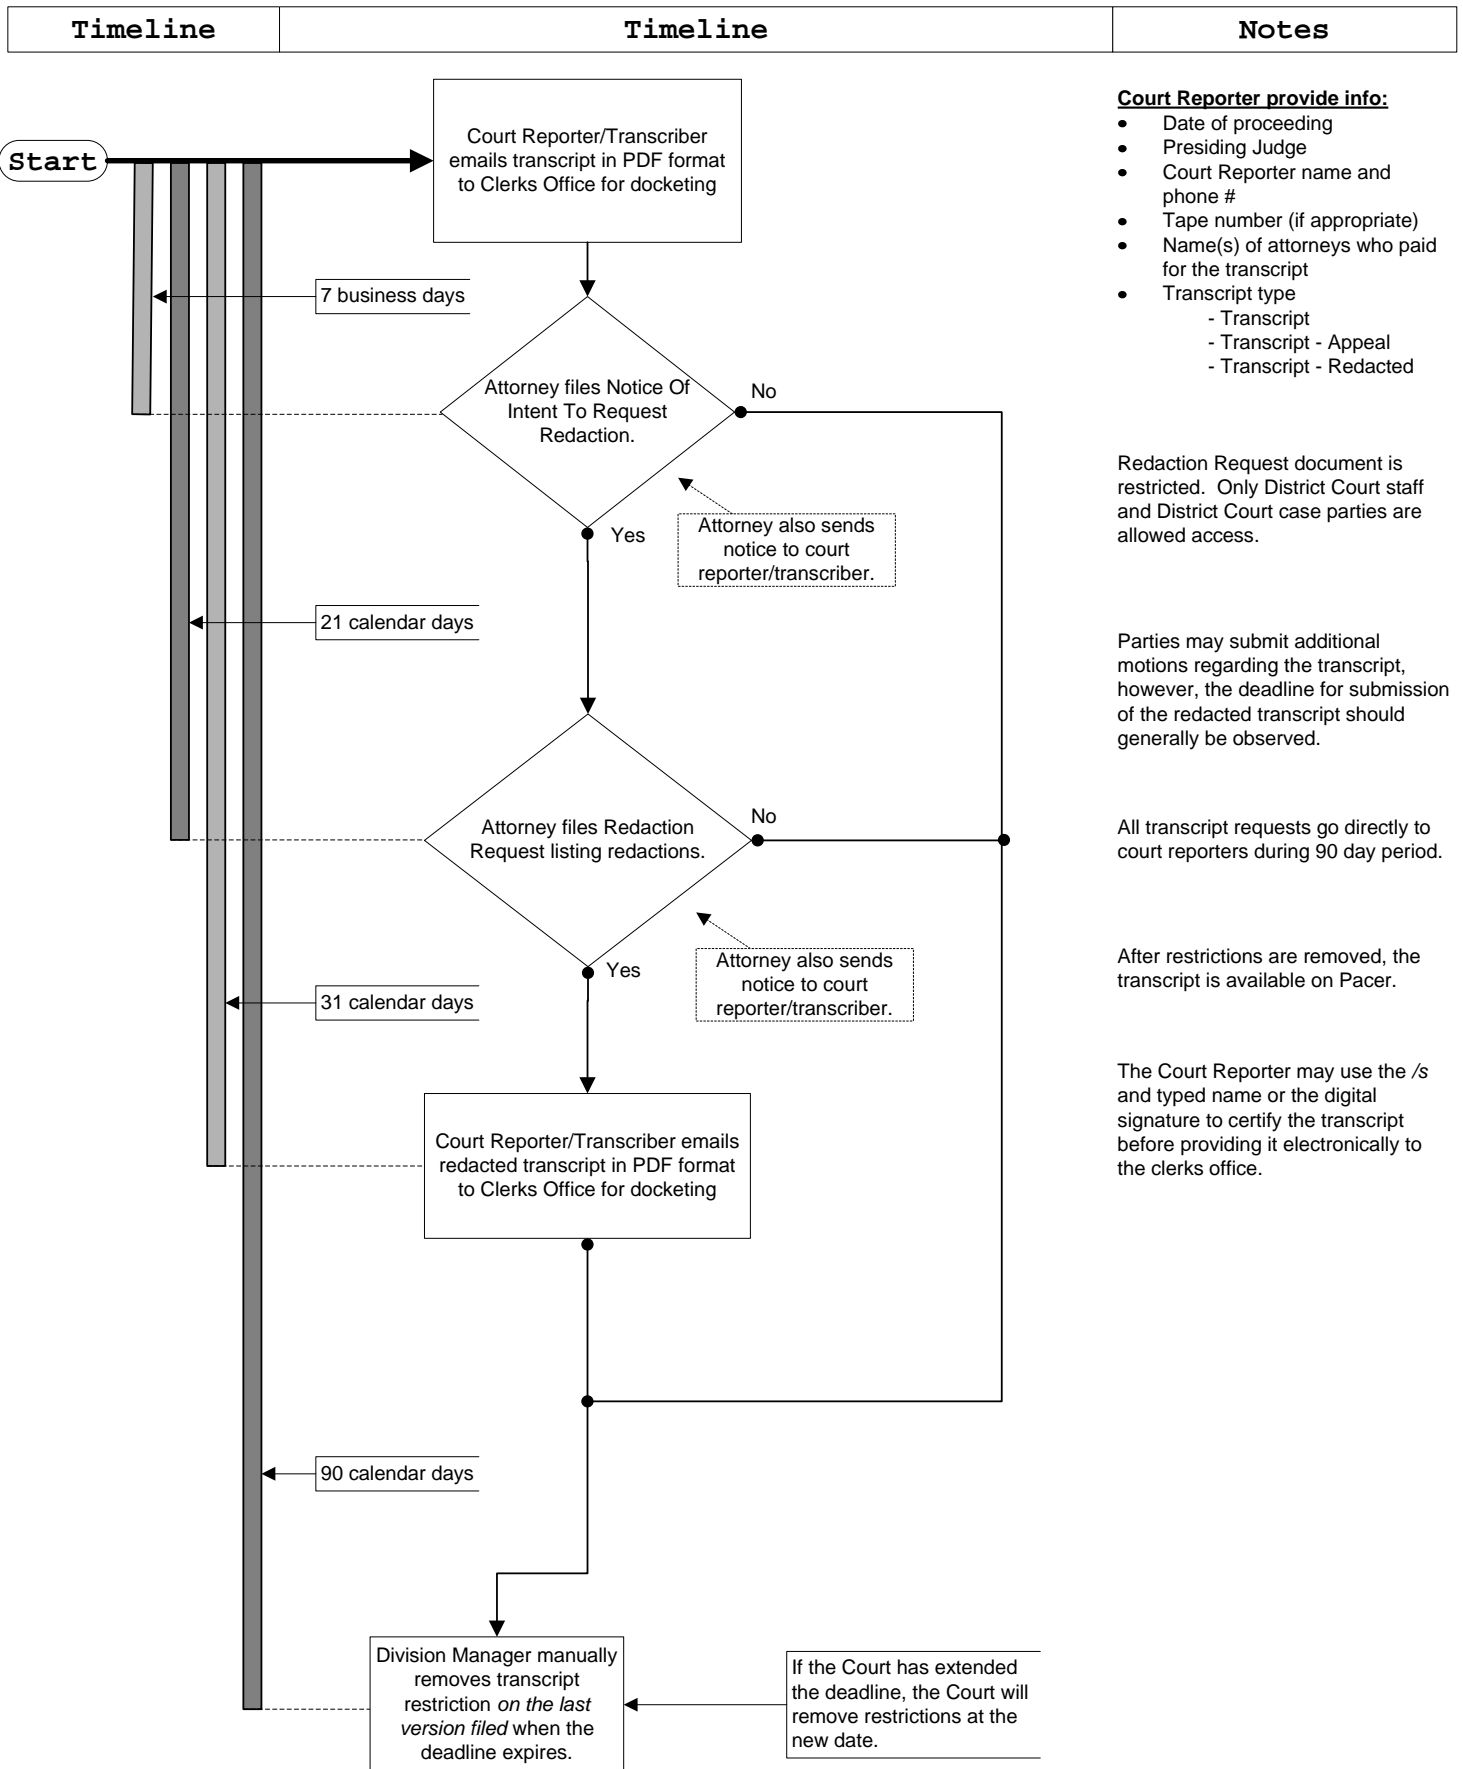 Timeline
Timeline
Notes
Start
Court Reporter/Transcriber
emails transcript in PDF format
to Clerks Office for docketing
7 business days
Attorney files Notice Of
Intent To Request
Redaction.
No
Yes
Attorney also sends
notice to court
reporter/transcriber.
21 calendar days
Attorney files Redaction
Request listing redactions.
No
Yes
Attorney also sends
notice to court
reporter/transcriber.
31 calendar days
Court Reporter/Transcriber emails
redacted transcript in PDF format
to Clerks Office for docketing
90 calendar days
Division Manager manually
removes transcript
restriction on the last
version filed when the
deadline expires.
If the Court has extended
the deadline, the Court will
remove restrictions at the
new date.
Court Reporter provide info:
• Date of proceeding
• Presiding Judge
• Court Reporter name and
phone #
• Tape number (if appropriate)
• Name(s) of attorneys who paid
for the transcript
• Transcript type
- Transcript
- Transcript - Appeal
- Transcript - Redacted
Redaction Request document is
restricted. Only District Court staff
and District Court case parties are
allowed access.
Parties may submit additional
motions regarding the transcript,
however, the deadline for submission
of the redacted transcript should
generally be observed.
All transcript requests go directly to
court reporters during 90 day period.
After restrictions are removed, the
transcript is available on Pacer.
The Court Reporter may use the /s
and typed name or the digital
signature to certify the transcript
before providing it electronically to
the clerks office.